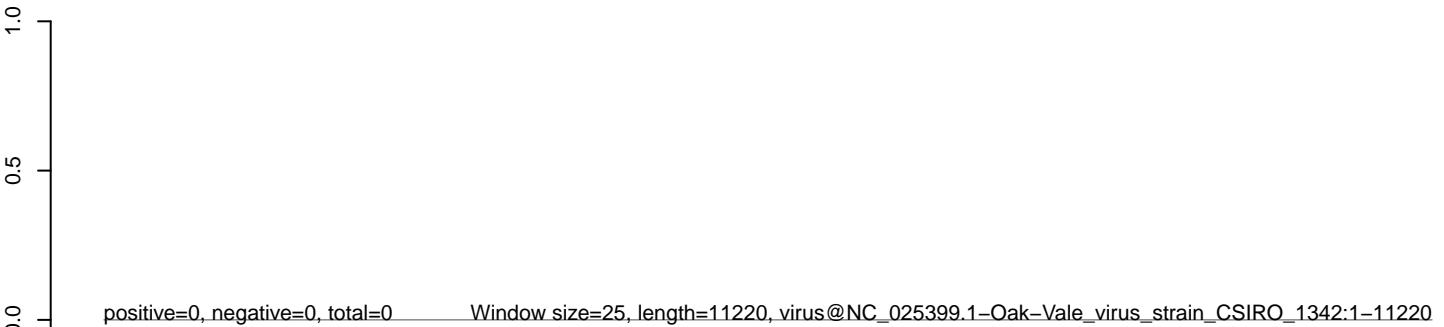 1.0
0.5
0.0
positive=0, negative=0, total=0 Window size=25, length=11220, virus@NC_025399.1−Oak−Vale_virus_strain_CSIRO_1342:1−11220